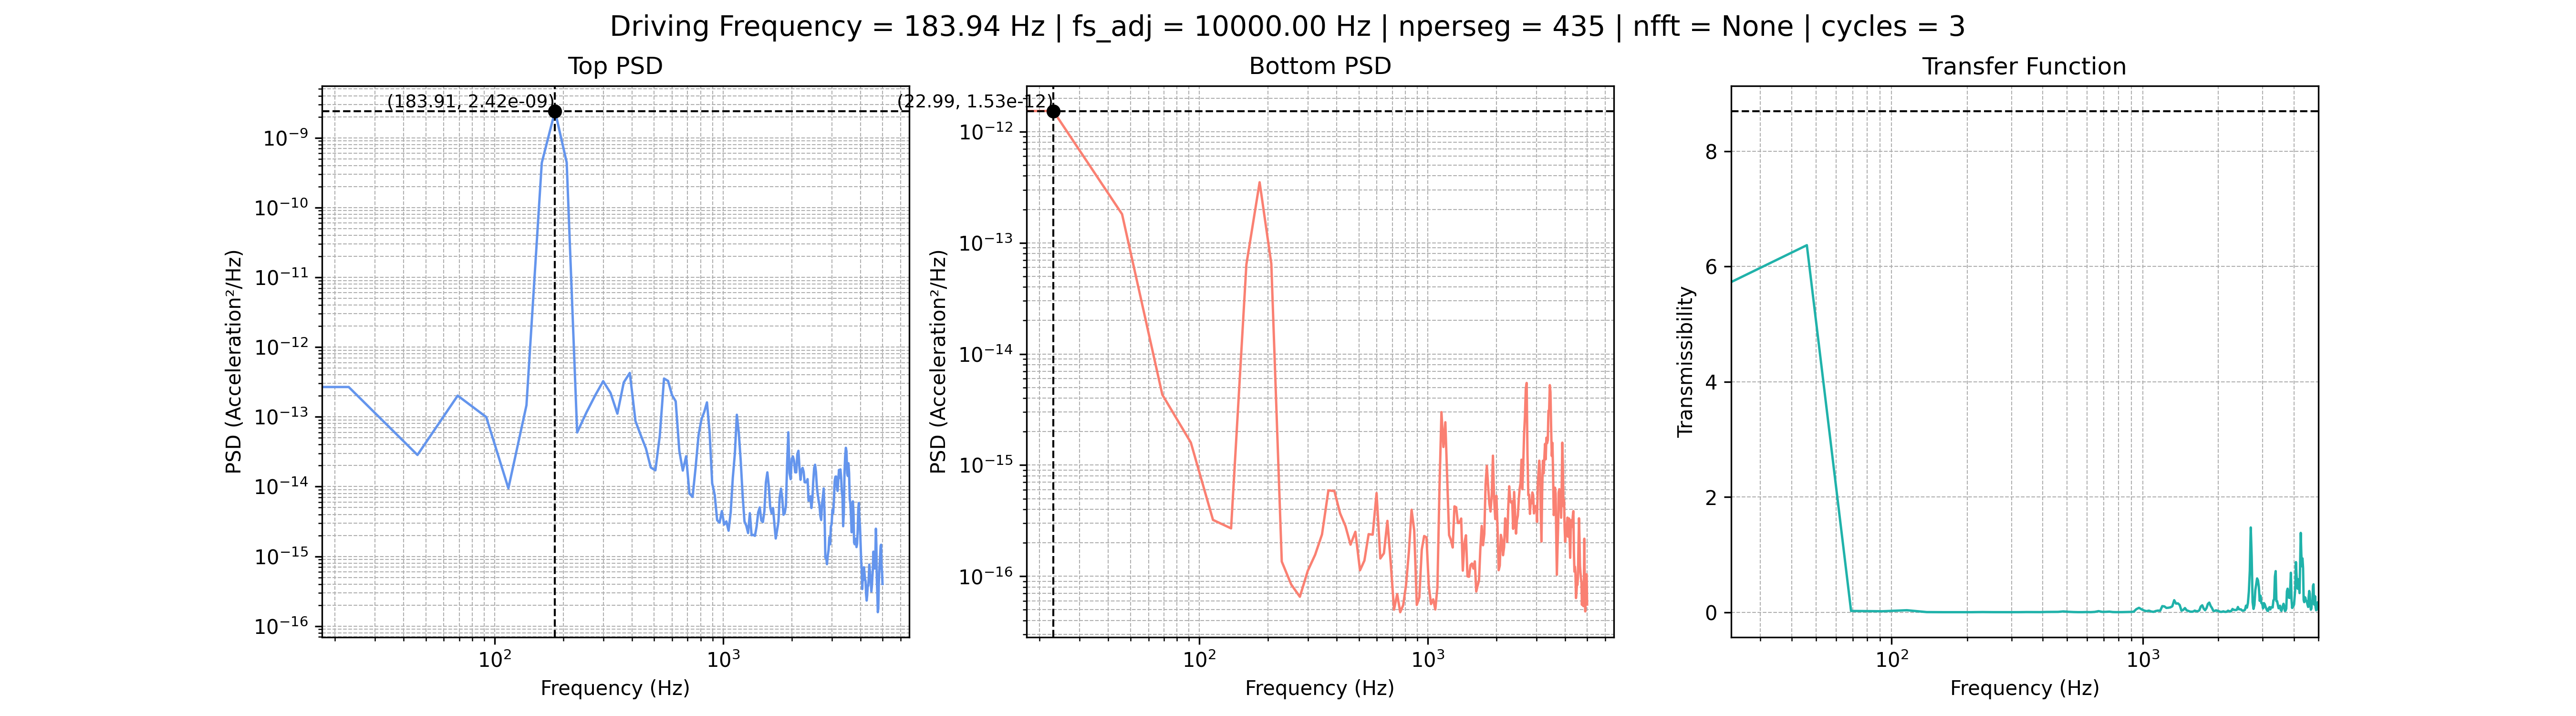 Driving Frequency = 183.94 Hz | fs_adj = 10000.00 Hz | nperseg = 435 | nfft = None | cycles = 3
Top PSD
(183.91, 2.42e-09)
10⁻⁹
10⁻¹⁰
10⁻¹¹
10⁻¹²
10⁻¹³
10⁻¹⁴
10⁻¹⁵
10⁻¹⁶
PSD (Acceleration²/Hz)
10²
10³
Frequency (Hz)
Bottom PSD
(22.99, 1.53e-12)
10⁻¹²
10⁻¹³
10⁻¹⁴
10⁻¹⁵
10⁻¹⁶
PSD (Acceleration²/Hz)
10²
10³
Frequency (Hz)
Transfer Function
8
6
4
2
0
Transmissibility
10²
10³
Frequency (Hz)